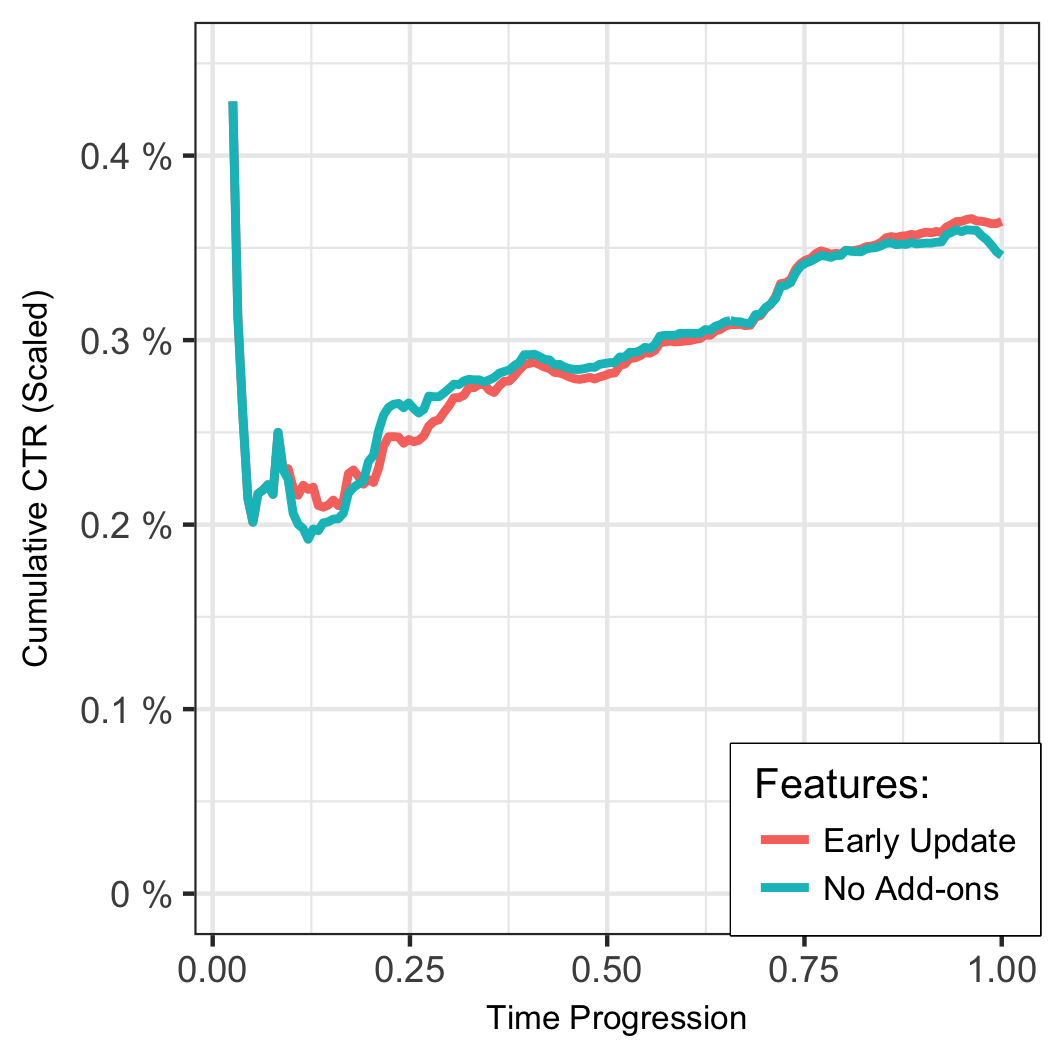 Cumulative CTR (Scaled)
0.4 %
0.3 %
0.2 %
0.1 %
0 %
Features:
Early Update
No Add-ons
0.00 0.25 0.50 0.75 1.00
Time Progression